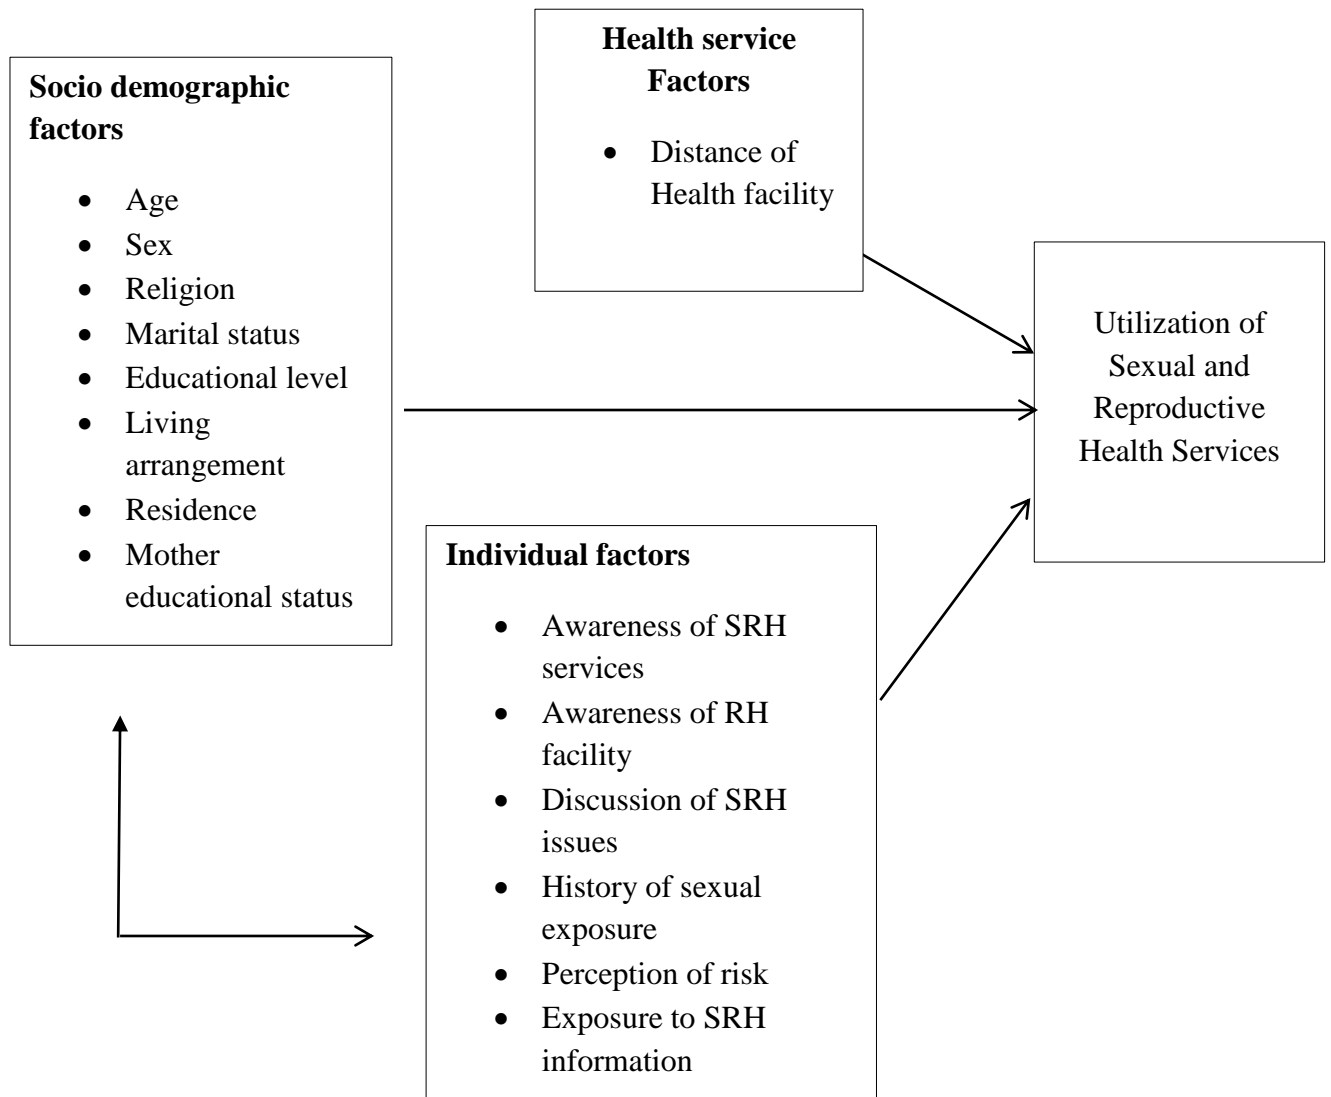 Health service
Factors
• Distance of
Health facility
Socio demographic
factors
• Age
• Sex
• Religion
• Marital status
• Educational level
• Living
arrangement
• Residence
• Mother
educational status
Utilization of
Sexual and
Reproductive
Health Services
Individual factors
• Awareness of SRH
services
• Awareness of RH
facility
• Discussion of SRH
issues
• History of sexual
exposure
• Perception of risk
• Exposure to SRH
information